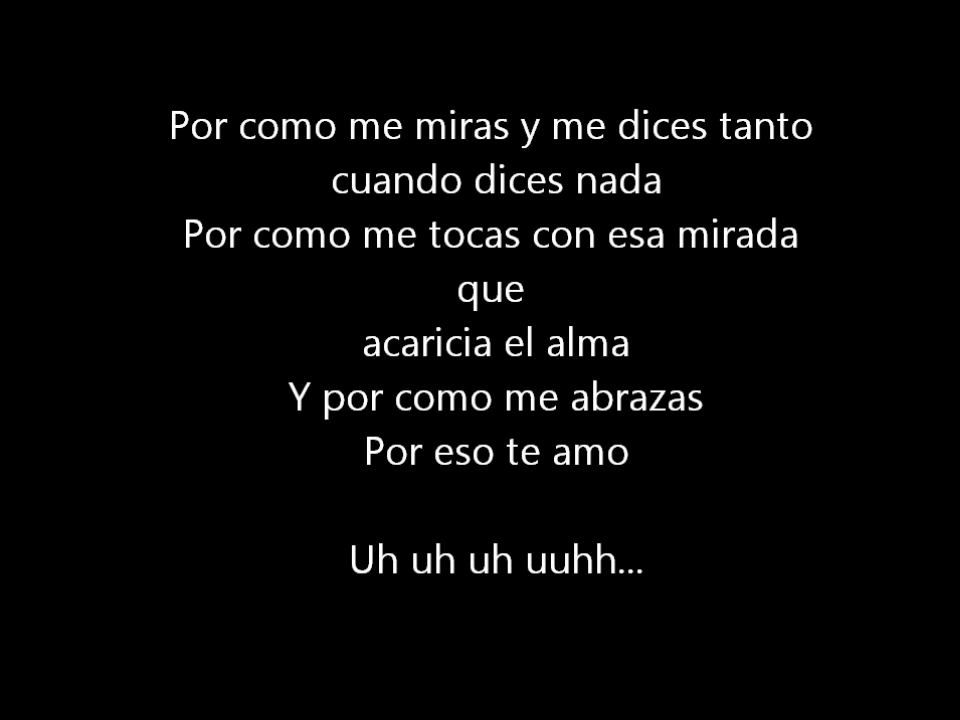 Por como me miras y me dices tanto
cuando dices nada
Por como me tocas con esa mirada
que
acaricia el alma
Y por como me abrazas
Por eso te amo
Uh uh uh uuhh...